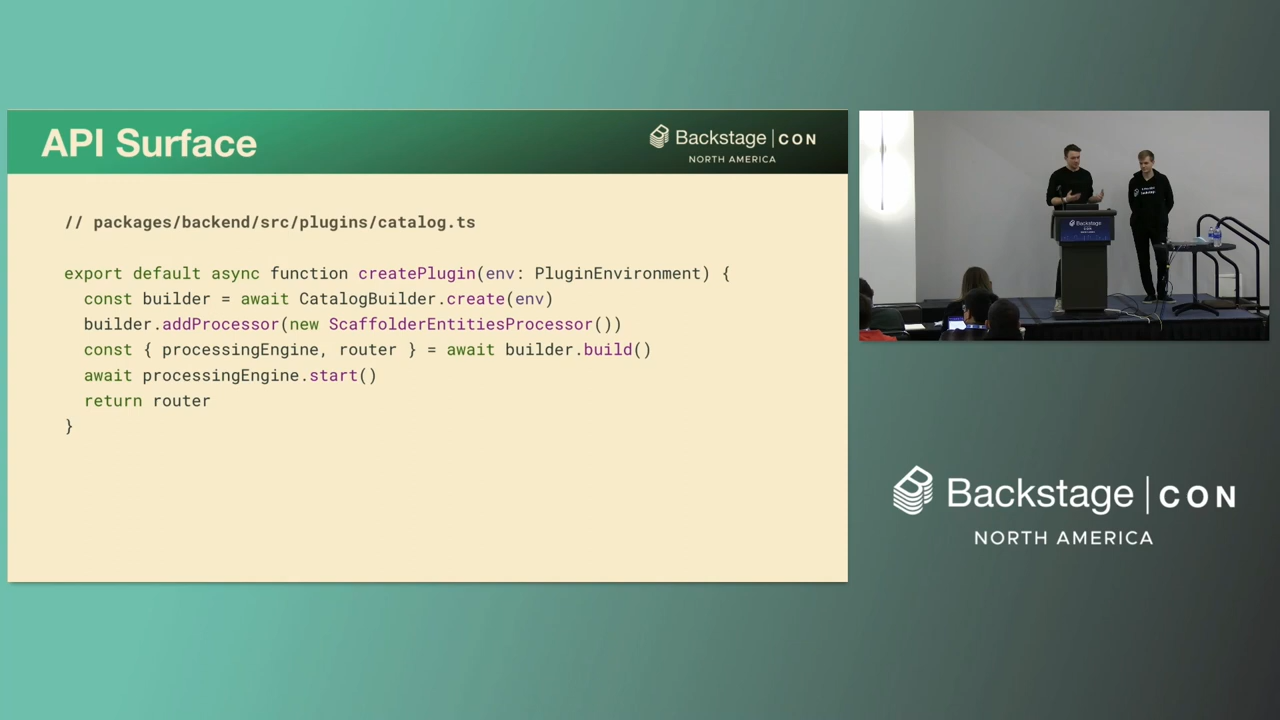 API Surface
Backstage | CON
NORTH AMERICA
// packages/backend/src/plugins/catalog.ts
export default async function createPlugin(env: PluginEnvironment) {
  const builder = await CatalogBuilder.create(env)
  builder.addProcessor(new ScaffolderEntitiesProcessor())
  const { processingEngine, router } = await builder.build()
  await processingEngine.start()
  return router
}
Backstage
CON
Backstage | CON
NORTH AMERICA